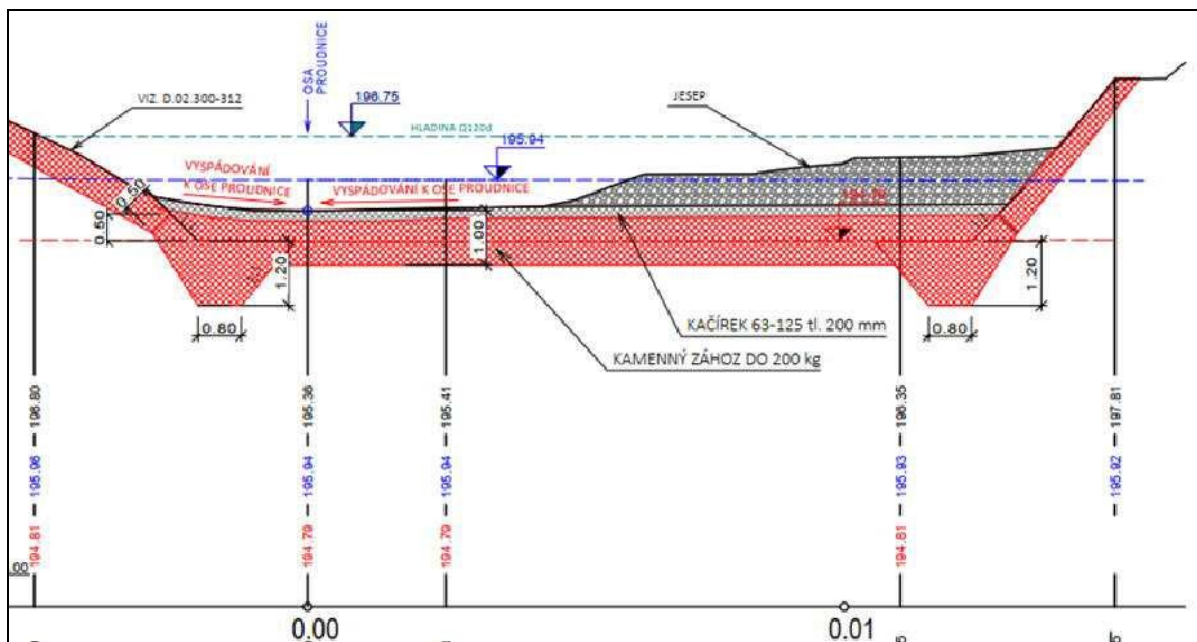 OSA
PROUDNICE
VIZ. D.02.300-312
196.75
JESEP
HLADINA Q120d
195.94
VYSPÁDOVÁNÍ
K OSE PROUDNICE
VYSPÁDOVÁNÍ K OSE PROUDNICE
0.50
0.50
1.00
1.20
1.20
0.80
0.80
KAČÍREK 63-125 tl. 200 mm
KAMENNÝ ZÁHOZ DO 200 kg
194.81 195.96 196.80
194.79 195.94 195.36
194.79 195.94 195.41
194.81 195.93 196.35
195.92 197.81
00
0.00
0.01